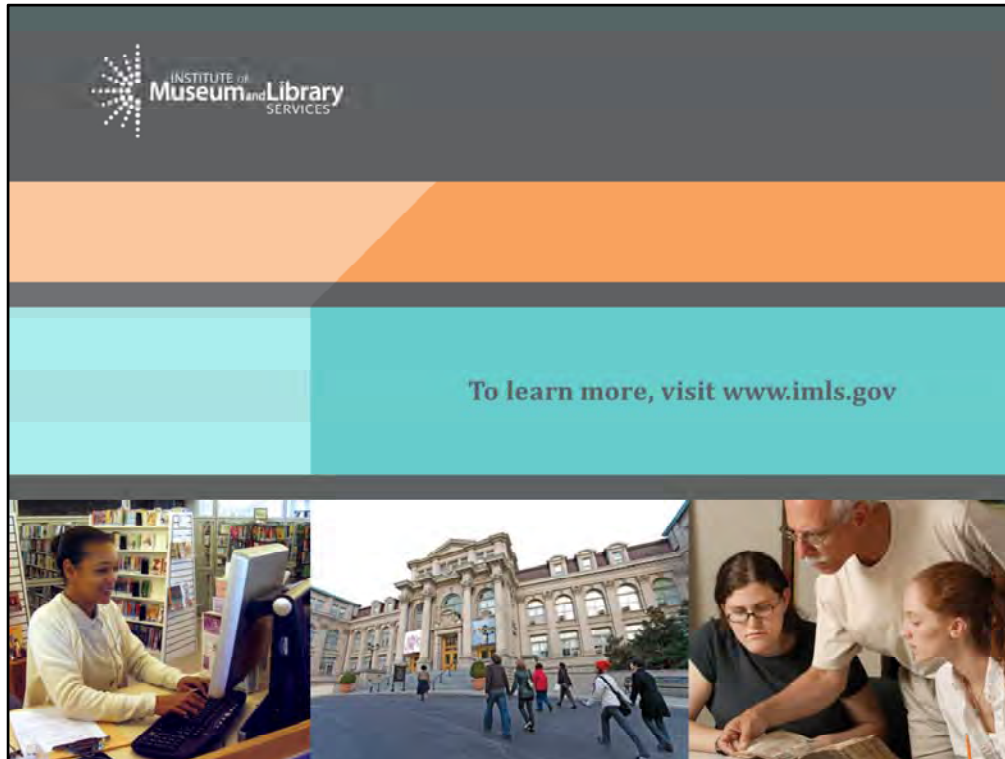 INSTITUTE OF
Museum and Library
SERVICES
To learn more, visit www.imls.gov